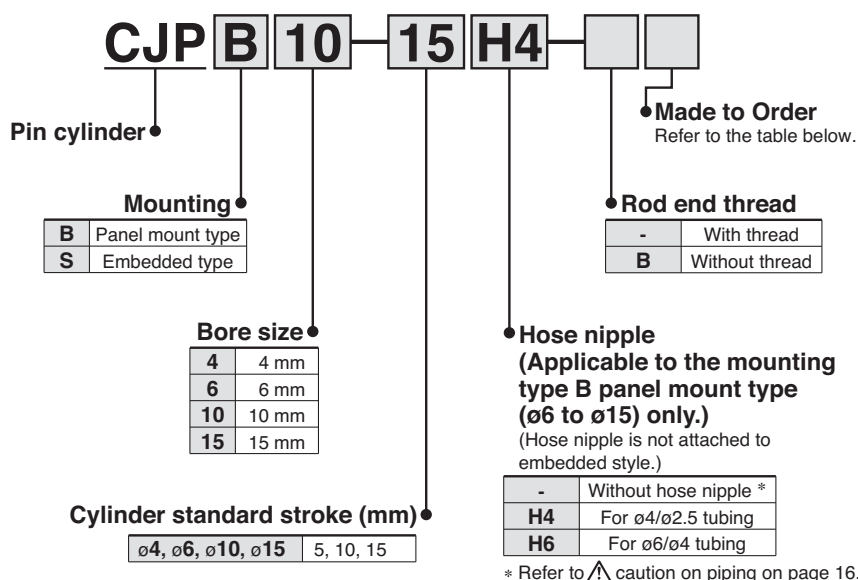 CJP B 10 — 15 H4 —
Pin cylinder
Made to Order
Refer to the table below.
Mounting
B Panel mount type
S Embedded type
Rod end thread
- With thread
B Without thread
Bore size
4 4 mm
6 6 mm
10 10 mm
15 15 mm
Hose nipple
(Applicable to the mounting
type B panel mount type
(ø6 to ø15) only.)
(Hose nipple is not attached to
embedded style.)
- Without hose nipple *
H4 For ø4/ø2.5 tubing
H6 For ø6/ø4 tubing
* Refer to ⚠ caution on piping on page 16.
Cylinder standard stroke (mm)
ø4, ø6, ø10, ø15 5, 10, 15